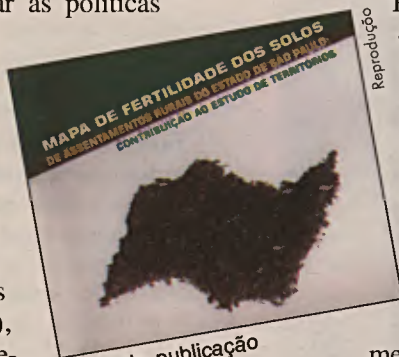 ar as políticas
Reprodução
MAPA DE FERTILIDADE DOS SOLOS
DE ASSENTAMENTOS RURAIS DO ESTADO DE SÃO PAULO:
CONTRIBUIÇÃO AO ESTUDO DE TERRITÓRIOS.
s
),
publicação
me